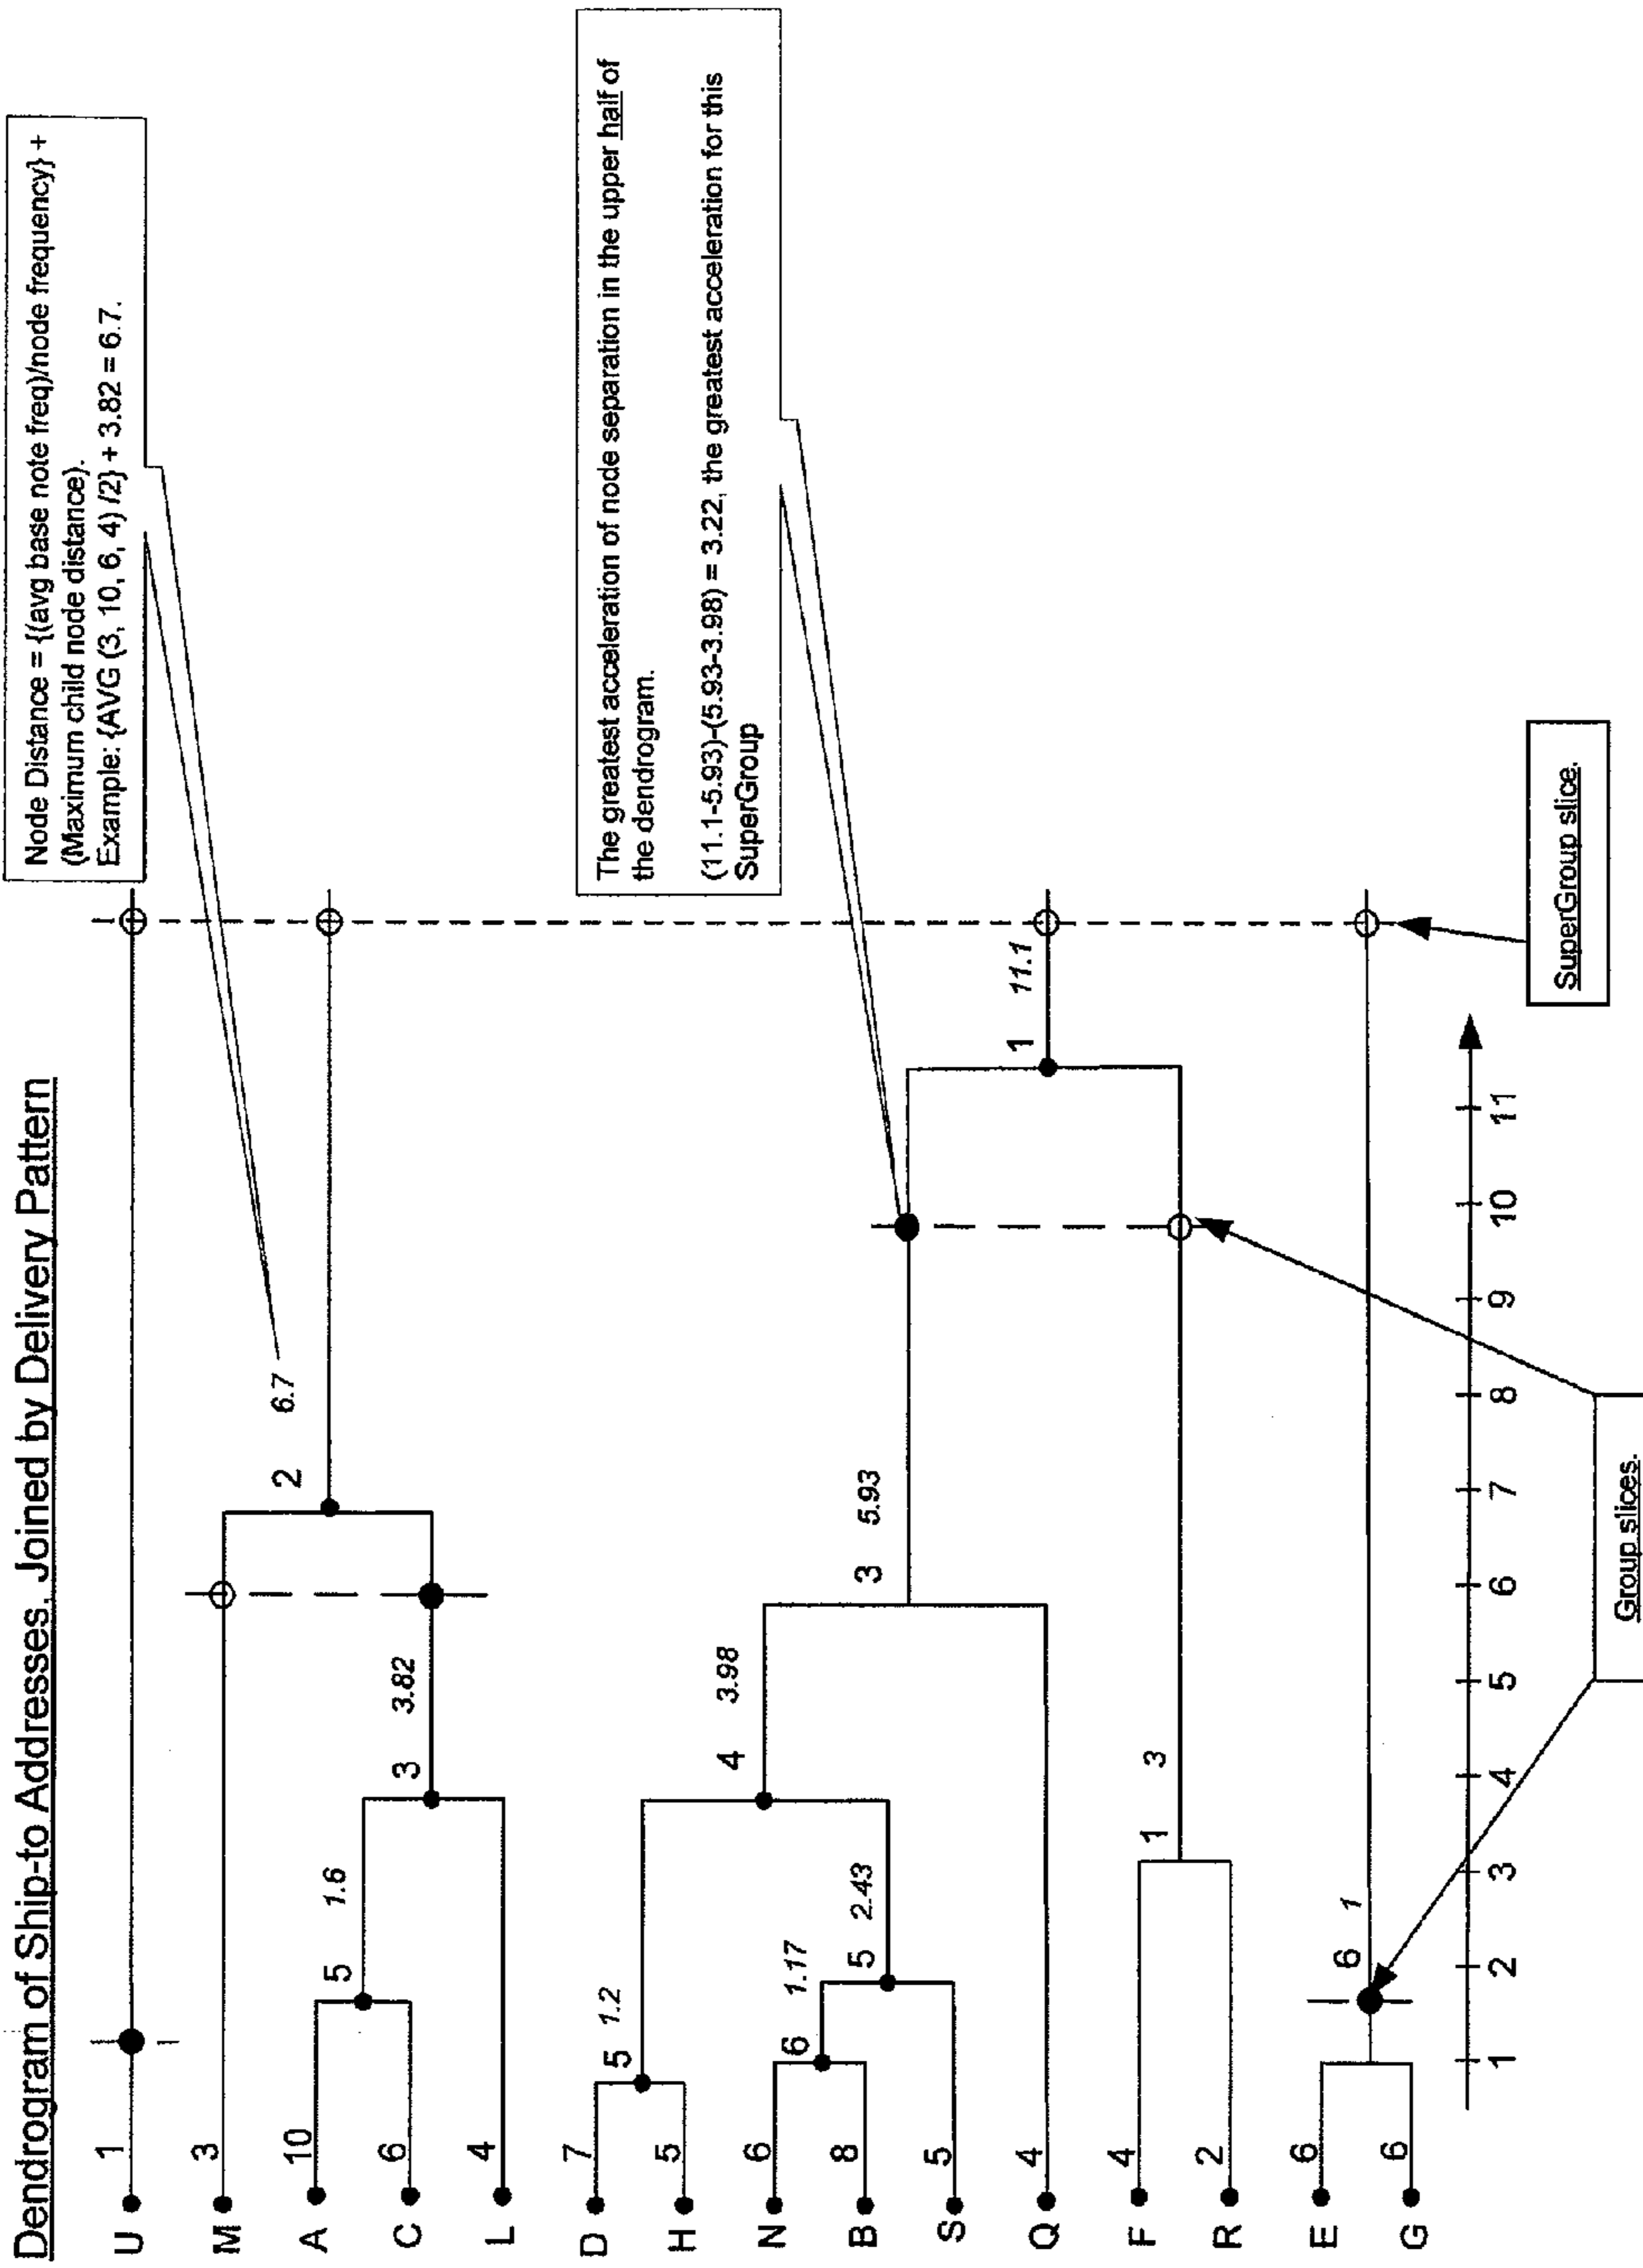 Dendrogram of Ship-to Addresses, Joined by Delivery Pattern
Node Distance = {(avg base note freq)/node frequency} +
(Maximum child node distance).
Example: {AVG (3, 10, 6, 4) /2} + 3.82 = 6.7.
The greatest acceleration of node separation in the upper half of
the dendrogram.
(11.1-5.93)-(5.93-3.98) = 3.22, the greatest acceleration for this
SuperGroup
U 1
M 3
2 6.7
A 10
5 1.6
C 6
3 3.82
L 4
D 7
5 1.2
H 5
4 3.98
N 6
6 1.17
B 8
5 2.43
3 5.93
S 5
Q 4
1 11.1
F 4
1 3
R 2
E 6
6 1
G 6
1 2 3 4 5 6 7 8 9 10 11
SuperGroup slice.
Group slices.